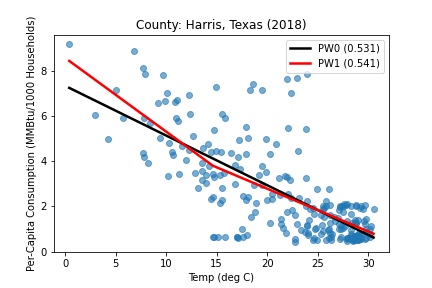 County: Harris, Texas (2018)
PW0 (0.531)
PW1 (0.541)
Per-Capita Consumption (MMBtu/1000 Households)
8
6
4
2
0
0 5 10 15 20 25 30
Temp (deg C)